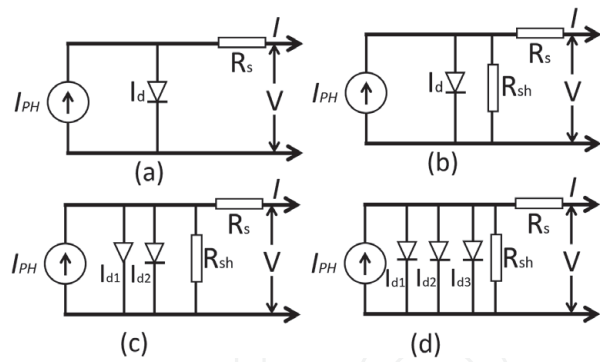 I
Rs
IPH
Id
V
(a)
I
Rs
IPH
Id
Rsh
V
(b)
I
Rs
IPH
Id1
Id2
Rsh
V
(c)
I
Rs
IPH
Id1
Id2
Id3
Rsh
V
(d)